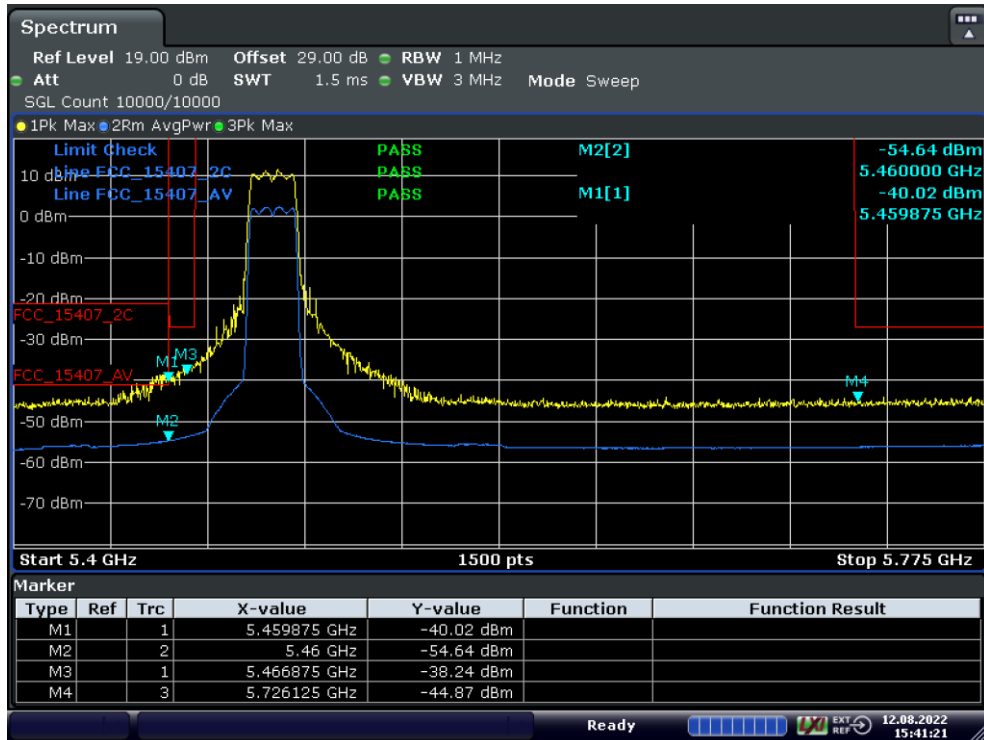 Spectrum
Ref Level 19.00 dBm Offset 29.00 dB RBW 1 MHz
Att 0 dB SWT 1.5 ms VBW 3 MHz Mode Sweep
SGL Count 10000/10000
1Pk Max 2Rm AvgPwr 3Pk Max
Limit Check PASS M2[2] -54.64 dBm
10 dBm Line FCC_15407_2C PASS 5.460000 GHz
Line FCC_15407_AV PASS M1[1] -40.02 dBm
0 dBm 5.459875 GHz
-10 dBm
-20 dBm
FCC_15407_2C
-30 dBm
M1 M3
FCC_15407_AV
M4
-50 dBm M2
-60 dBm
-70 dBm
Start 5.4 GHz 1500 pts Stop 5.775 GHz
Marker
Type Ref Trc X-value Y-value Function Function Result
M1 1 5.459875 GHz -40.02 dBm
M2 2 5.46 GHz -54.64 dBm
M3 1 5.466875 GHz -38.24 dBm
M4 3 5.726125 GHz -44.87 dBm
Ready LXI EXT REF 12.08.2022
15:41:21